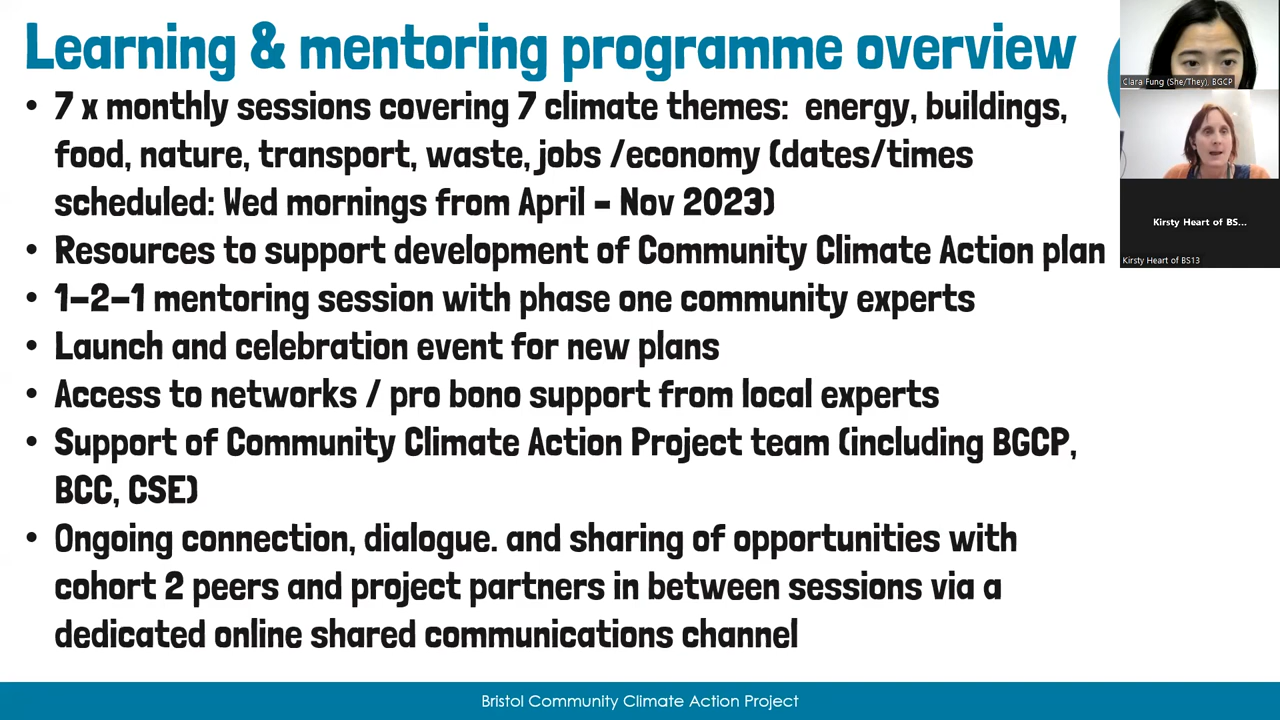 Learning & mentoring programme overview
• 7 x monthly sessions covering 7 climate themes:  energy, buildings,
food, nature, transport, waste, jobs /economy (dates/times
scheduled: Wed mornings from April – Nov 2023)
• Resources to support development of Community Climate Action plan
• 1-2-1 mentoring session with phase one community experts
• Launch and celebration event for new plans
• Access to networks / pro bono support from local experts
• Support of Community Climate Action Project team (including BGCP,
BCC, CSE)
• Ongoing connection, dialogue. and sharing of opportunities with
cohort 2 peers and project partners in between sessions via a
dedicated online shared communications channel
Bristol Community Climate Action Project
Clara Fung (She/They), BGCP
Kirsty Heart of BS...
Kirsty Heart of BS13